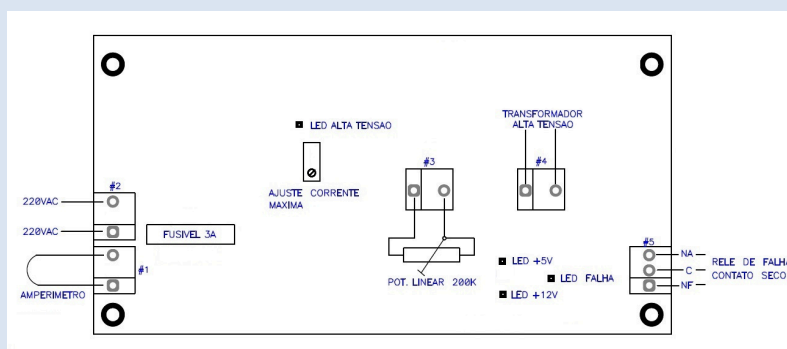 TRANSFORMADOR
ALTA TENSAO
LED ALTA TENSAO
#3
#4
#2
AJUSTE CORRENTE
MAXIMA
220VAC
220VAC
FUSIVEL 3A
#1
AMPERIMETRO
POT. LINEAR 200K
LED +5V
LED FALHA
LED +12V
#5
NA
C
NF
RELE DE FALHA
CONTATO SECO